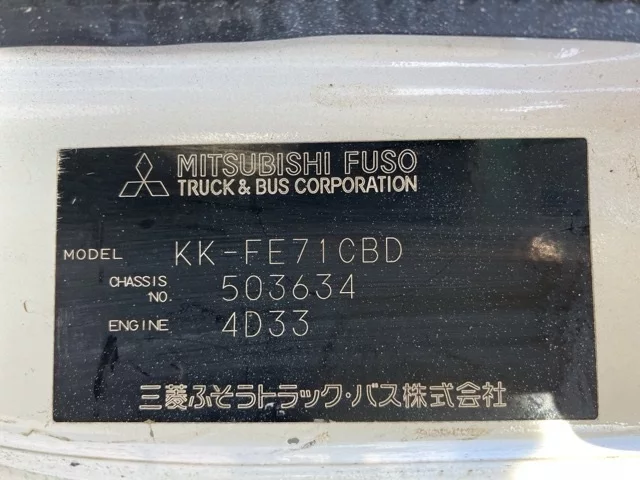 MITSUBISHI FUSO
TRUCK & BUS CORPORATION
MODEL KK-FE71CBD
CHASSIS NO. 503634
ENGINE 4D33
三菱ふそうトラック・バス株式会社